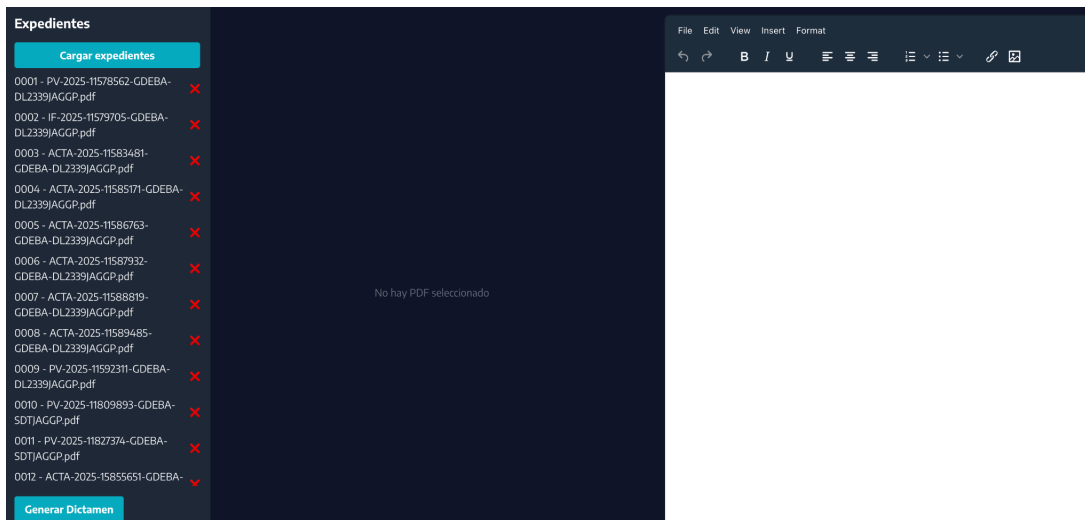 Expedientes
Cargar expedientes
0001 - PV-2025-11578562-GDEBA-
DL2339JAGGP.pdf
0002 - IF-2025-11579705-GDEBA-
DL2339JAGGP.pdf
0003 - ACTA-2025-11583481-
GDEBA-DL2339JAGGP.pdf
0004 - ACTA-2025-11585171-GDEBA-
DL2339JAGGP.pdf
0005 - ACTA-2025-11586763-
GDEBA-DL2339JAGGP.pdf
0006 - ACTA-2025-11587932-
GDEBA-DL2339JAGGP.pdf
0007 - ACTA-2025-11588819-
GDEBA-DL2339JAGGP.pdf
0008 - ACTA-2025-11589485-
GDEBA-DL2339JAGGP.pdf
0009 - PV-2025-11592311-GDEBA-
DL2339JAGGP.pdf
0010 - PV-2025-11809893-GDEBA-
SDTJAGGP.pdf
0011 - PV-2025-11827374-GDEBA-
SDTJAGGP.pdf
0012 - ACTA-2025-15855651-GDEBA-
Generar Dictamen
No hay PDF seleccionado
File Edit View Insert Format
B I U